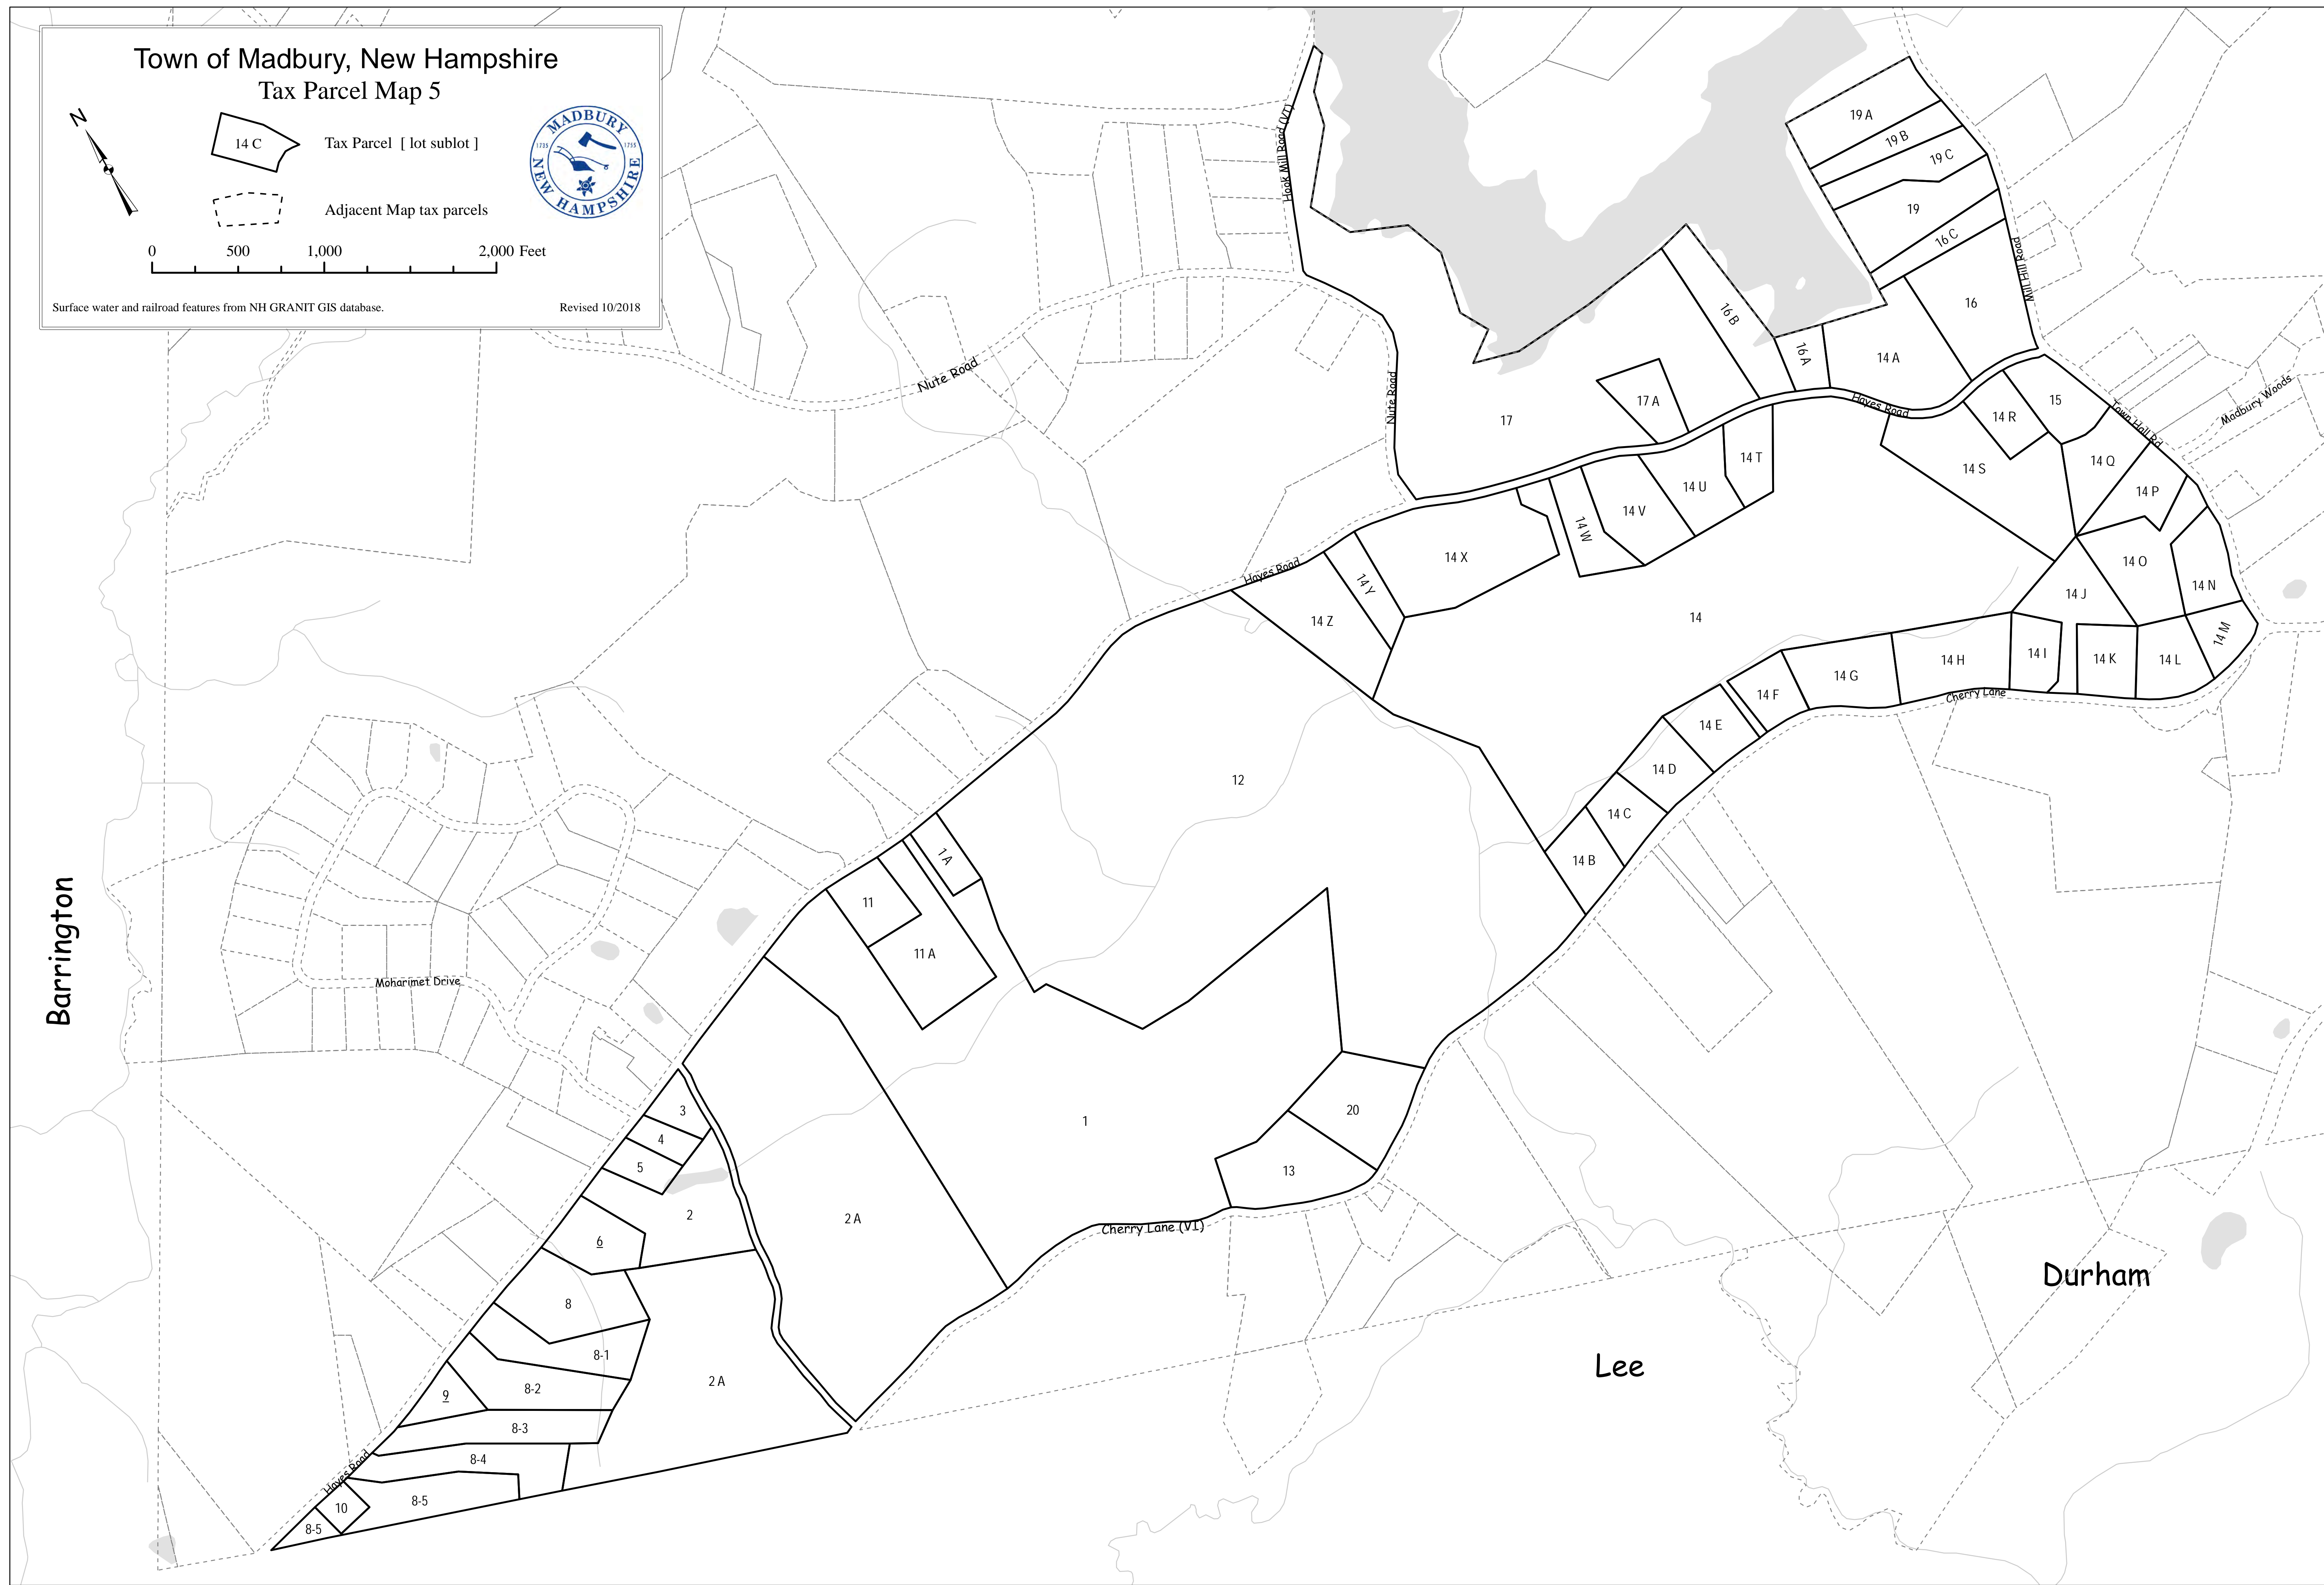 Town of Madbury, New Hampshire
Tax Parcel Map 5
N
14 C
Tax Parcel [ lot sublot ]
Adjacent Map tax parcels
MADBURY
1735
1755
NEW HAMPSHIRE
0 500 1,000 2,000 Feet
Surface water and railroad features from NH GRANIT GIS database.
Revised 10/2018
Hook Mill Road (VI)
19 A
19 B
19 C
19
16 C
Mill Hill Road
16
16 B
16 A
14 A
Nute Road
Nute Road
17 A
17
Hayes Road
15
14 R
Town Hall Rd
Madbury Woods
14 T
14 U
14 V
14 W
14 S
14 Q
14 P
14 X
14 Y
Hayes Road
14 Z
14
14 O
14 N
14 J
14 M
14 I
14 K
14 L
14 H
14 G
14 F
14 E
14 D
14 C
14 B
Cherry Lane
12
1 A
11
11 A
Moharimet Drive
Barrington
3
4
5
2
6
2 A
1
20
13
Cherry Lane (VI)
8
8-1
8-2
9
8-3
8-4
8-5
2 A
Hayes Road
10
8-5
Lee
Durham